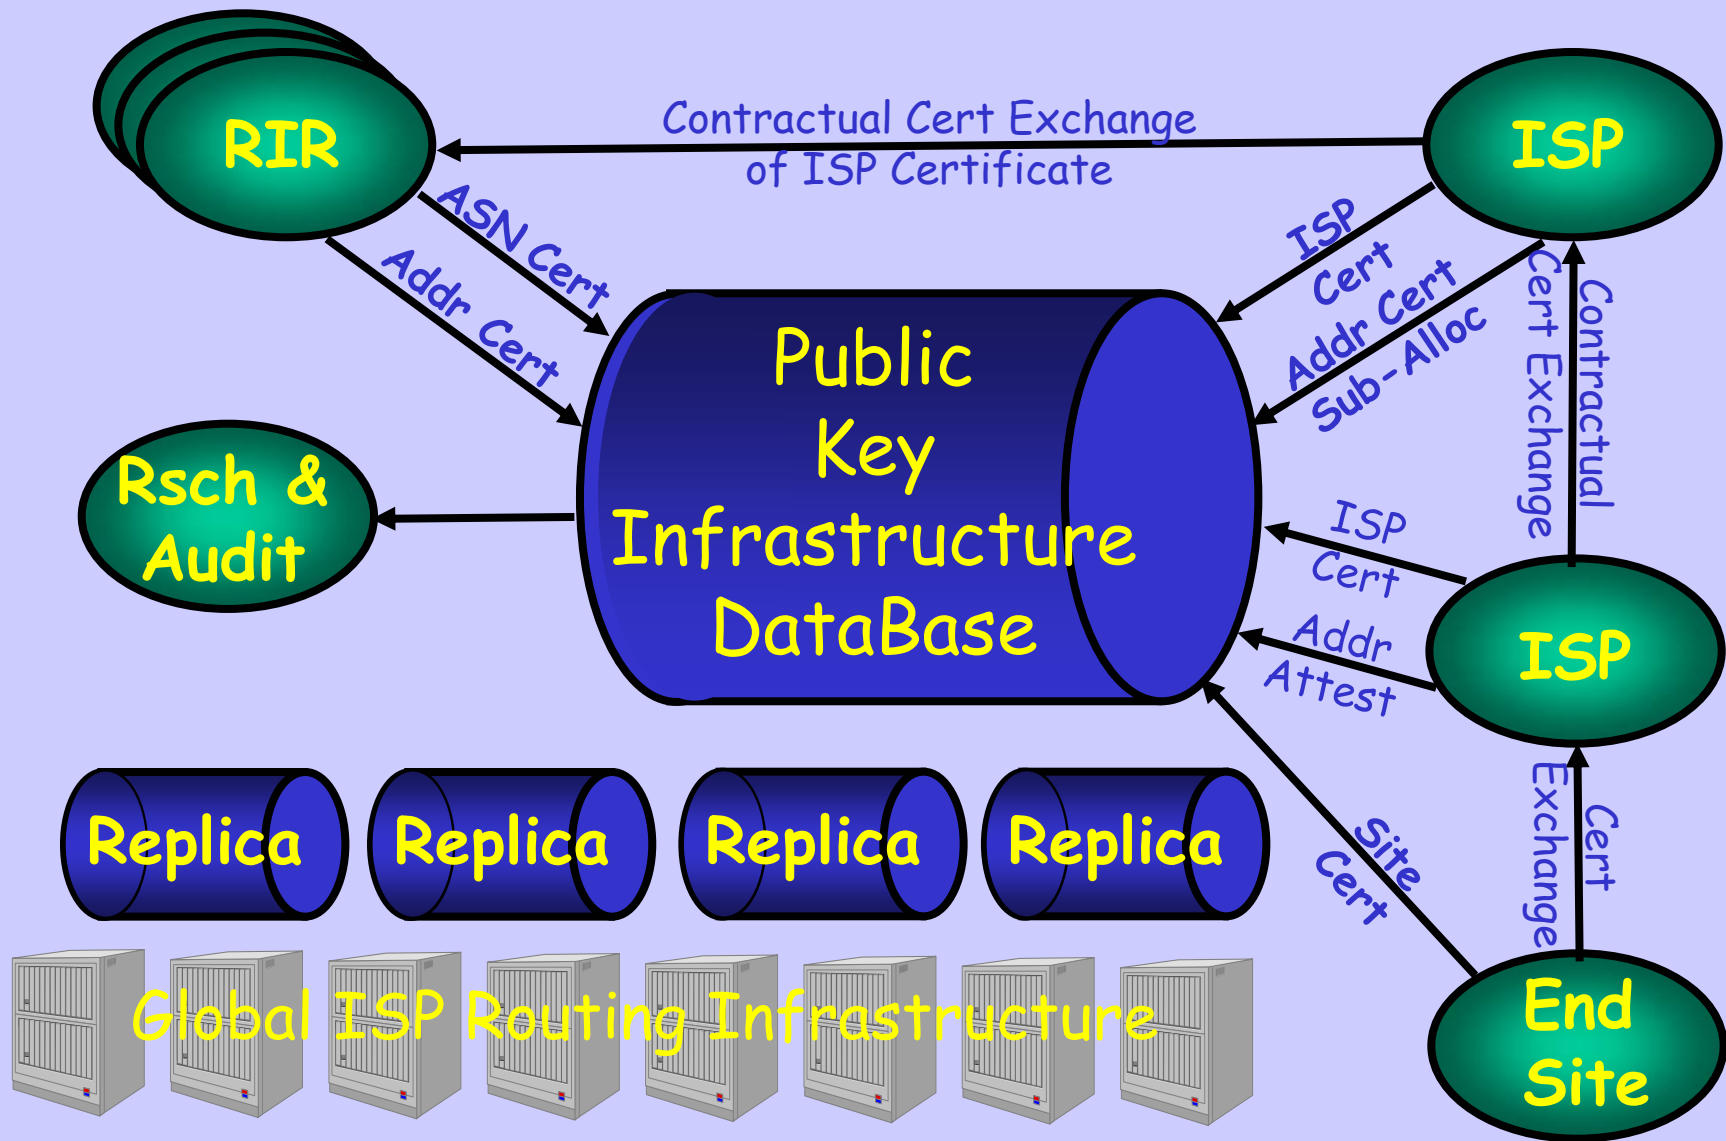 RIR
Contractual Cert Exchange
of ISP Certificate
ISP
ASN Cert
Addr Cert
ISP
Cert
Addr Cert
Sub-Alloc
Contractual
Cert Exchange
Public
Key
Infrastructure
DataBase
Rsch &
Audit
ISP
Cert
Addr
Attest
ISP
Site
Cert
Cert
Exchange
Replica
Replica
Replica
Replica
Global ISP Routing Infrastructure
End
Site